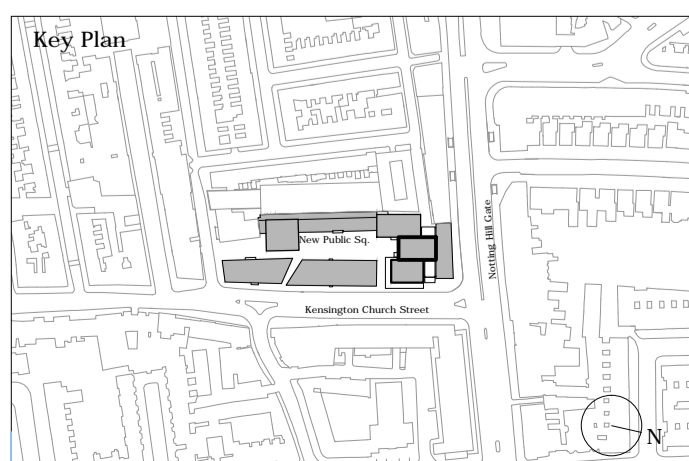 Key Plan
New Public Sq.
Notting Hill Gate
Kensington Church Street
N